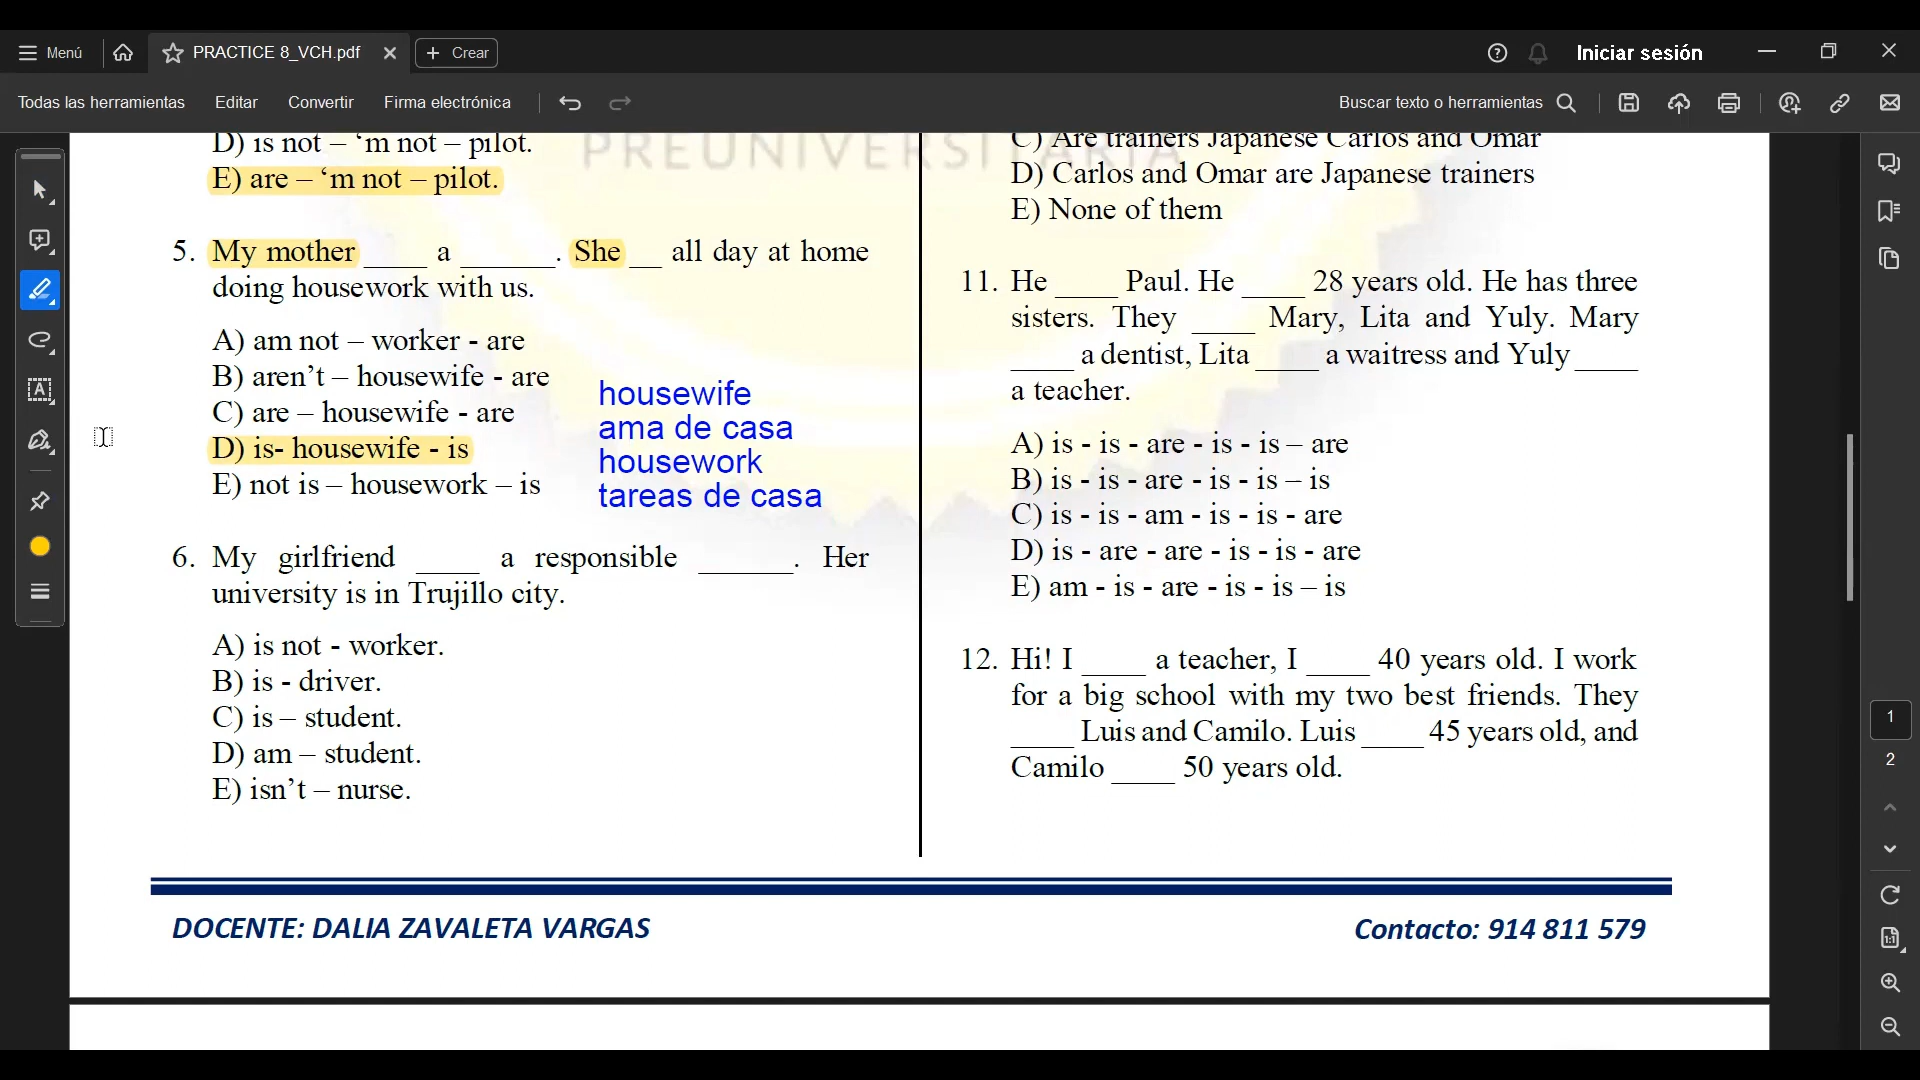 Menú
PRACTICE 8_VCH.pdf
Crear
Iniciar sesión
Todas las herramientas
Editar
Convertir
Firma electrónica
Buscar texto o herramientas
PREUNIVERSITARIA
D) is not – ‘m not – pilot.
E) are – ‘m not – pilot.
5. My mother ____ a ______. She __ all day at home
doing housework with us.
A) am not – worker - are
B) aren’t – housewife - are
C) are – housewife - are
D) is- housewife - is
E) not is – housework – is
housewife
ama de casa
housework
tareas de casa
6. My girlfriend ____ a responsible ______. Her
university is in Trujillo city.
A) is not - worker.
B) is - driver.
C) is – student.
D) am – student.
E) isn’t – nurse.
C) Are trainers Japanese Carlos and Omar
D) Carlos and Omar are Japanese trainers
E) None of them
11. He ____ Paul. He ____ 28 years old. He has three
sisters. They ____ Mary, Lita and Yuly. Mary
____ a dentist, Lita ____ a waitress and Yuly ____
a teacher.
A) is - is - are - is - is – are
B) is - is - are - is - is – is
C) is - is - am - is - is - are
D) is - are - are - is - is - are
E) am - is - are - is - is – is
12. Hi! I ____ a teacher, I ____ 40 years old. I work
for a big school with my two best friends. They
____ Luis and Camilo. Luis ____ 45 years old, and
Camilo ____ 50 years old.
DOCENTE: DALIA ZAVALETA VARGAS
Contacto: 914 811 579
1
2